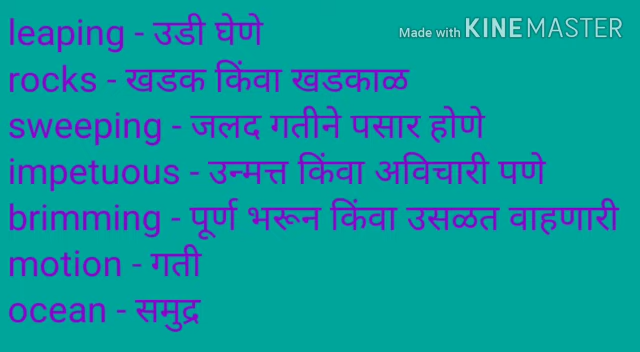 leaping - उडी घेणे
Made with KINEMASTER
rocks - खडक किंवा खडकाळ
sweeping - जलद गतीने पसार होणे
impetuous - उन्मत्त किंवा अविचारी पणे
brimming - पूर्ण भरून किंवा उसळत वाहणारी
motion - गती
ocean - समुद्र